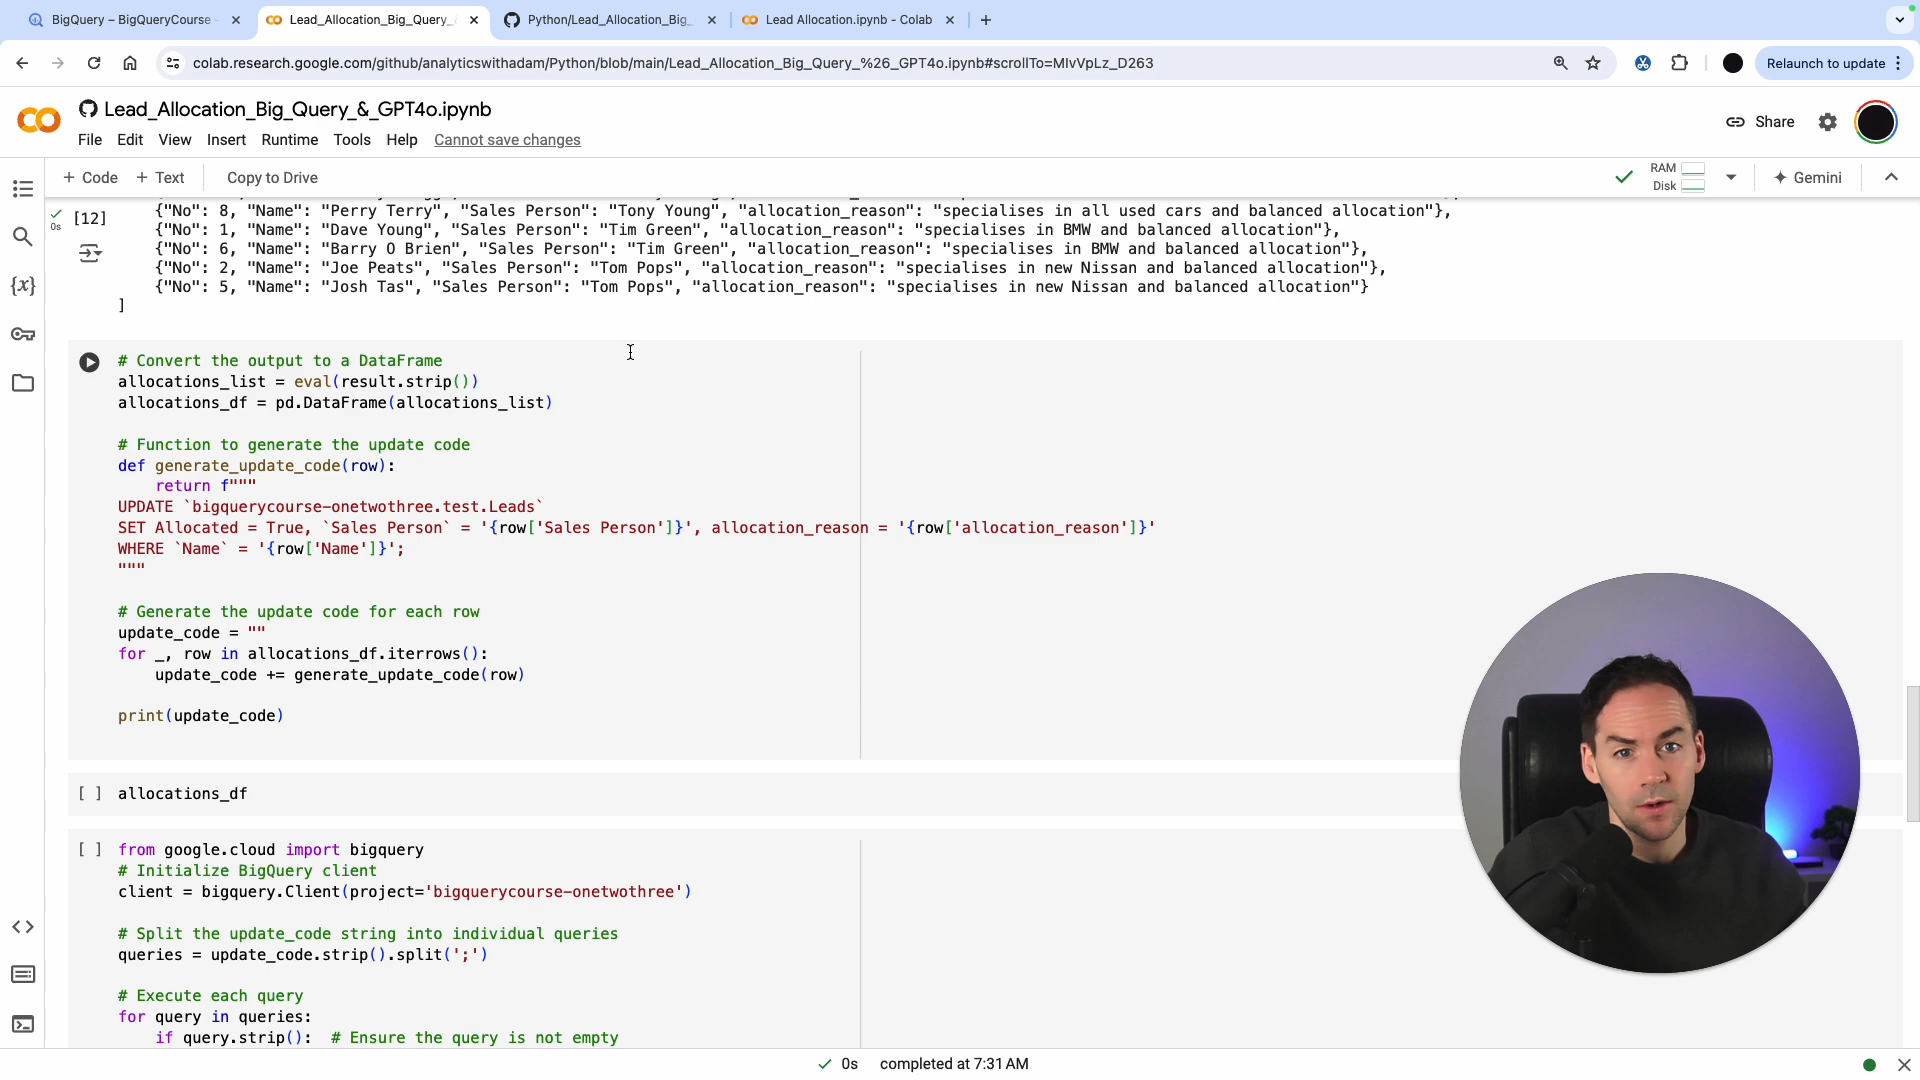 BigQuery – BigQueryCourse
Lead_Allocation_Big_Query_
Python/Lead_Allocation_Big_
Lead Allocation.ipynb - Colab
colab.research.google.com/github/analyticswithadam/Python/blob/main/Lead_Allocation_Big_Query_%26_GPT4o.ipynb#scrollTo=MIvVpLz_D263
Relaunch to update
Lead_Allocation_Big_Query_&_GPT4o.ipynb
File Edit View Insert Runtime Tools Help Cannot save changes
Share
+ Code + Text Copy to Drive
RAM
Disk
Gemini
[12]
0s
{"No": 8, "Name": "Perry Terry", "Sales Person": "Tony Young", "allocation_reason": "specialises in all used cars and balanced allocation"},
{"No": 1, "Name": "Dave Young", "Sales Person": "Tim Green", "allocation_reason": "specialises in BMW and balanced allocation"},
{"No": 6, "Name": "Barry O Brien", "Sales Person": "Tim Green", "allocation_reason": "specialises in BMW and balanced allocation"},
{"No": 2, "Name": "Joe Peats", "Sales Person": "Tom Pops", "allocation_reason": "specialises in new Nissan and balanced allocation"},
{"No": 5, "Name": "Josh Tas", "Sales Person": "Tom Pops", "allocation_reason": "specialises in new Nissan and balanced allocation"}
]
# Convert the output to a DataFrame
allocations_list = eval(result.strip())
allocations_df = pd.DataFrame(allocations_list)
# Function to generate the update code
def generate_update_code(row):
return f"""
UPDATE `bigquerycourse-onetwothree.test.Leads`
SET Allocated = True, `Sales Person` = '{row['Sales Person']}', allocation_reason = '{row['allocation_reason']}'
WHERE `Name` = '{row['Name']}';
"""
# Generate the update code for each row
update_code = ""
for _, row in allocations_df.iterrows():
update_code += generate_update_code(row)
print(update_code)
[ ] allocations_df
[ ] from google.cloud import bigquery
# Initialize BigQuery client
client = bigquery.Client(project='bigquerycourse-onetwothree')
# Split the update_code string into individual queries
queries = update_code.strip().split(';')
# Execute each query
for query in queries:
if query.strip(): # Ensure the query is not empty
0s completed at 7:31 AM